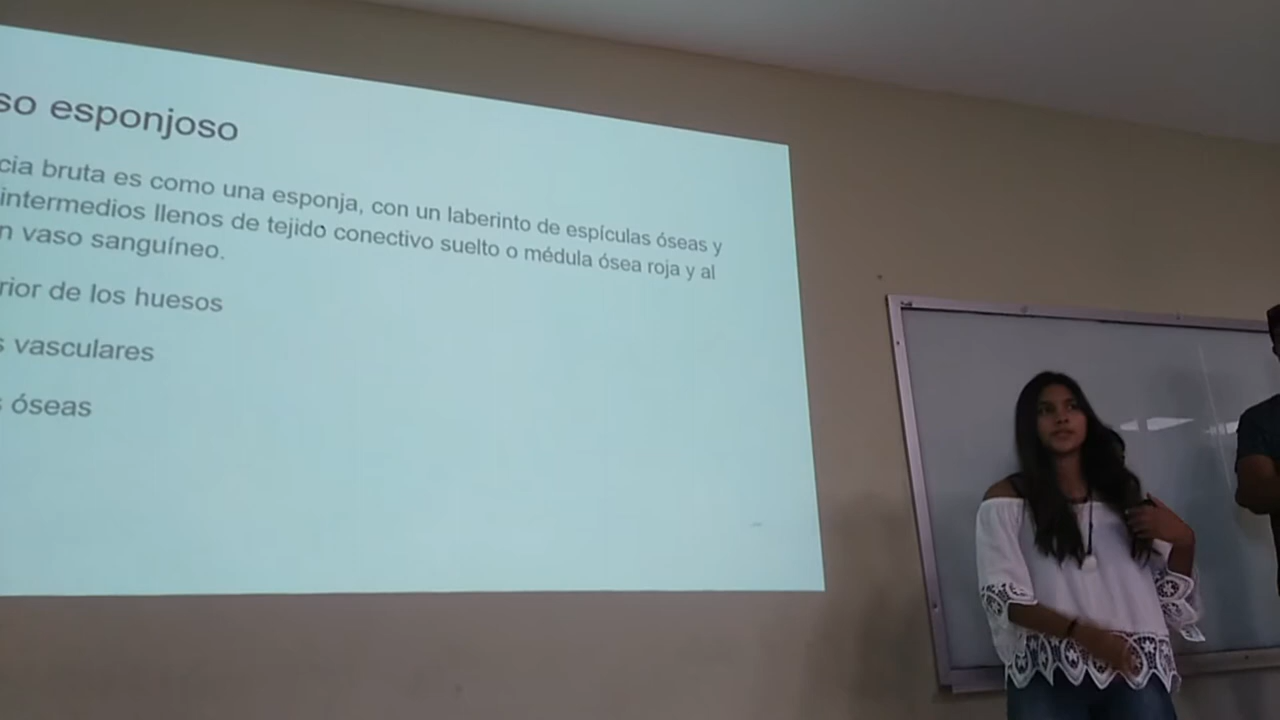 so esponjoso
cia bruta es como una esponja, con un laberinto de espículas óseas y
intermedios llenos de tejido conectivo suelto o médula ósea roja y al
n vaso sanguíneo.
rior de los huesos
s vasculares
s óseas